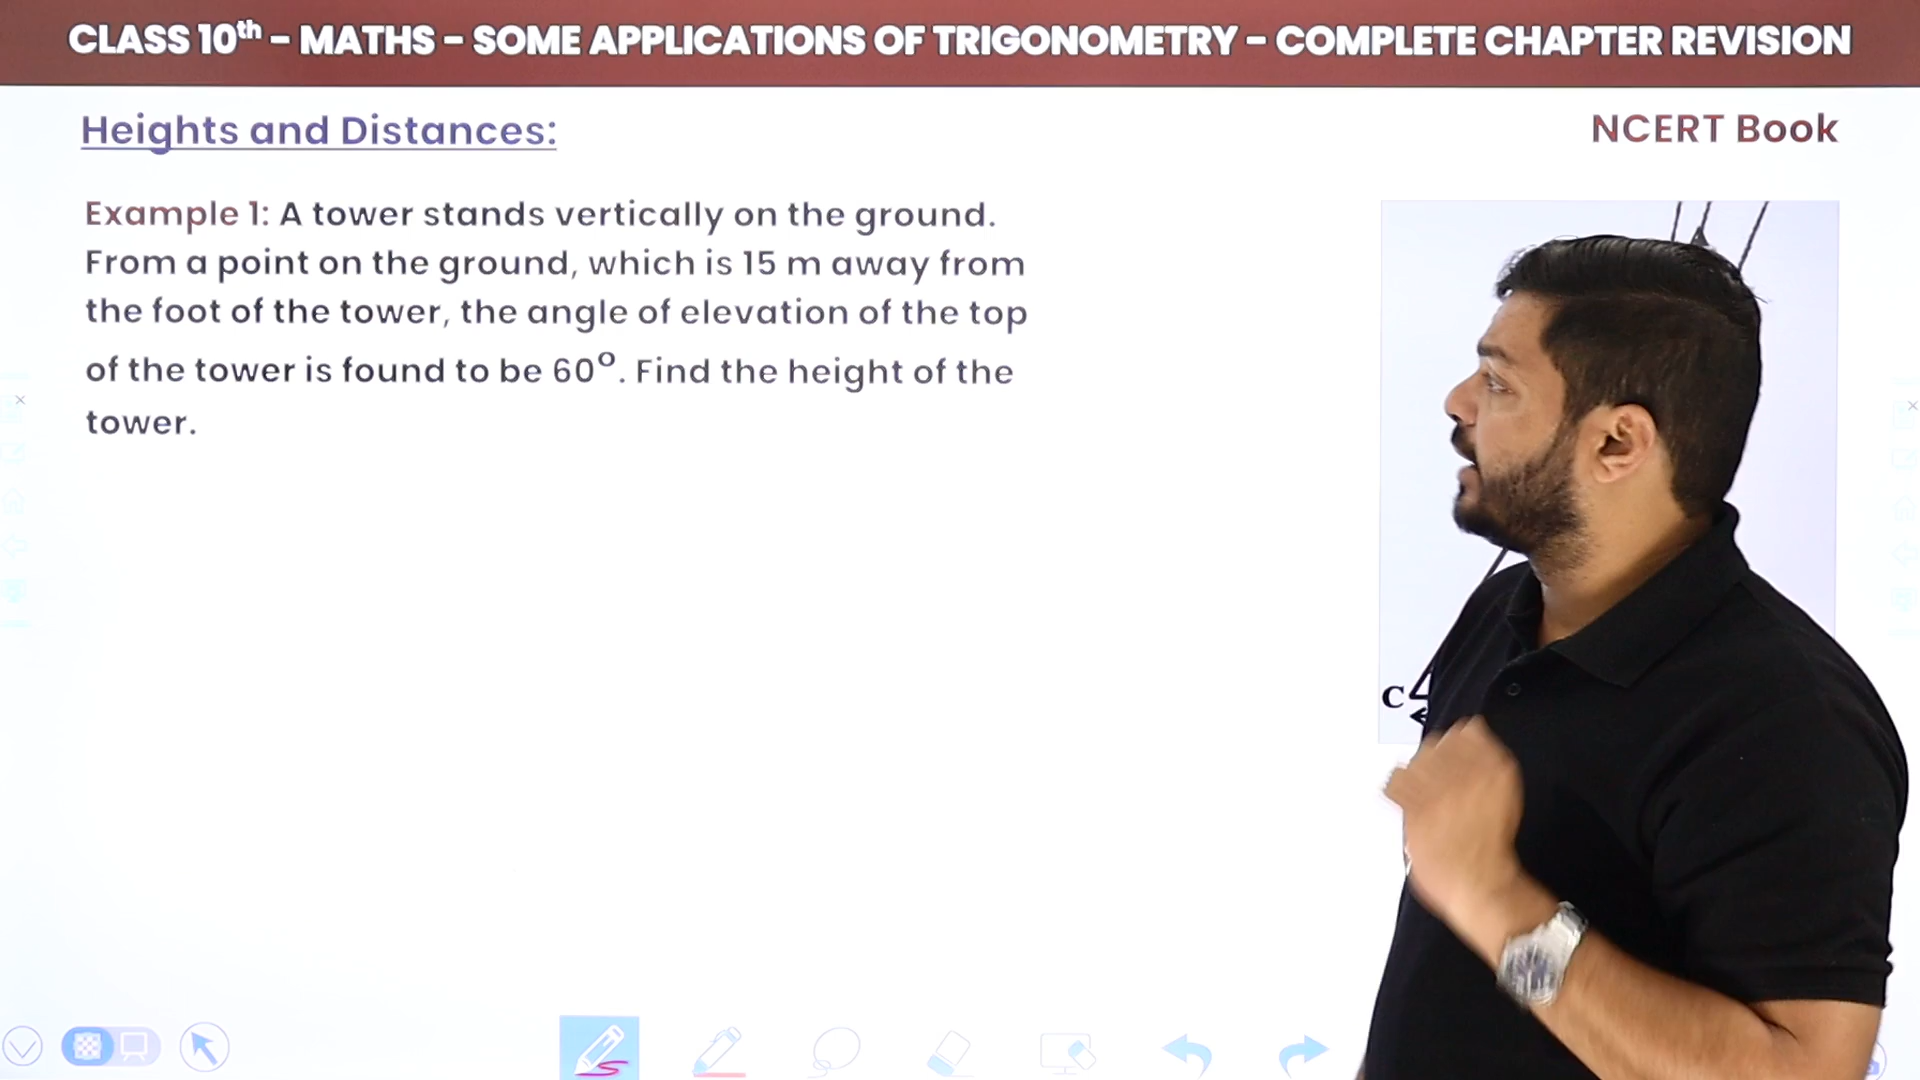 CLASS 10th - MATHS - SOME APPLICATIONS OF TRIGONOMETRY - COMPLETE CHAPTER REVISION
Heights and Distances:
NCERT Book
Example 1: A tower stands vertically on the ground.
From a point on the ground, which is 15 m away from
the foot of the tower, the angle of elevation of the top
of the tower is found to be 60°. Find the height of the
tower.
C